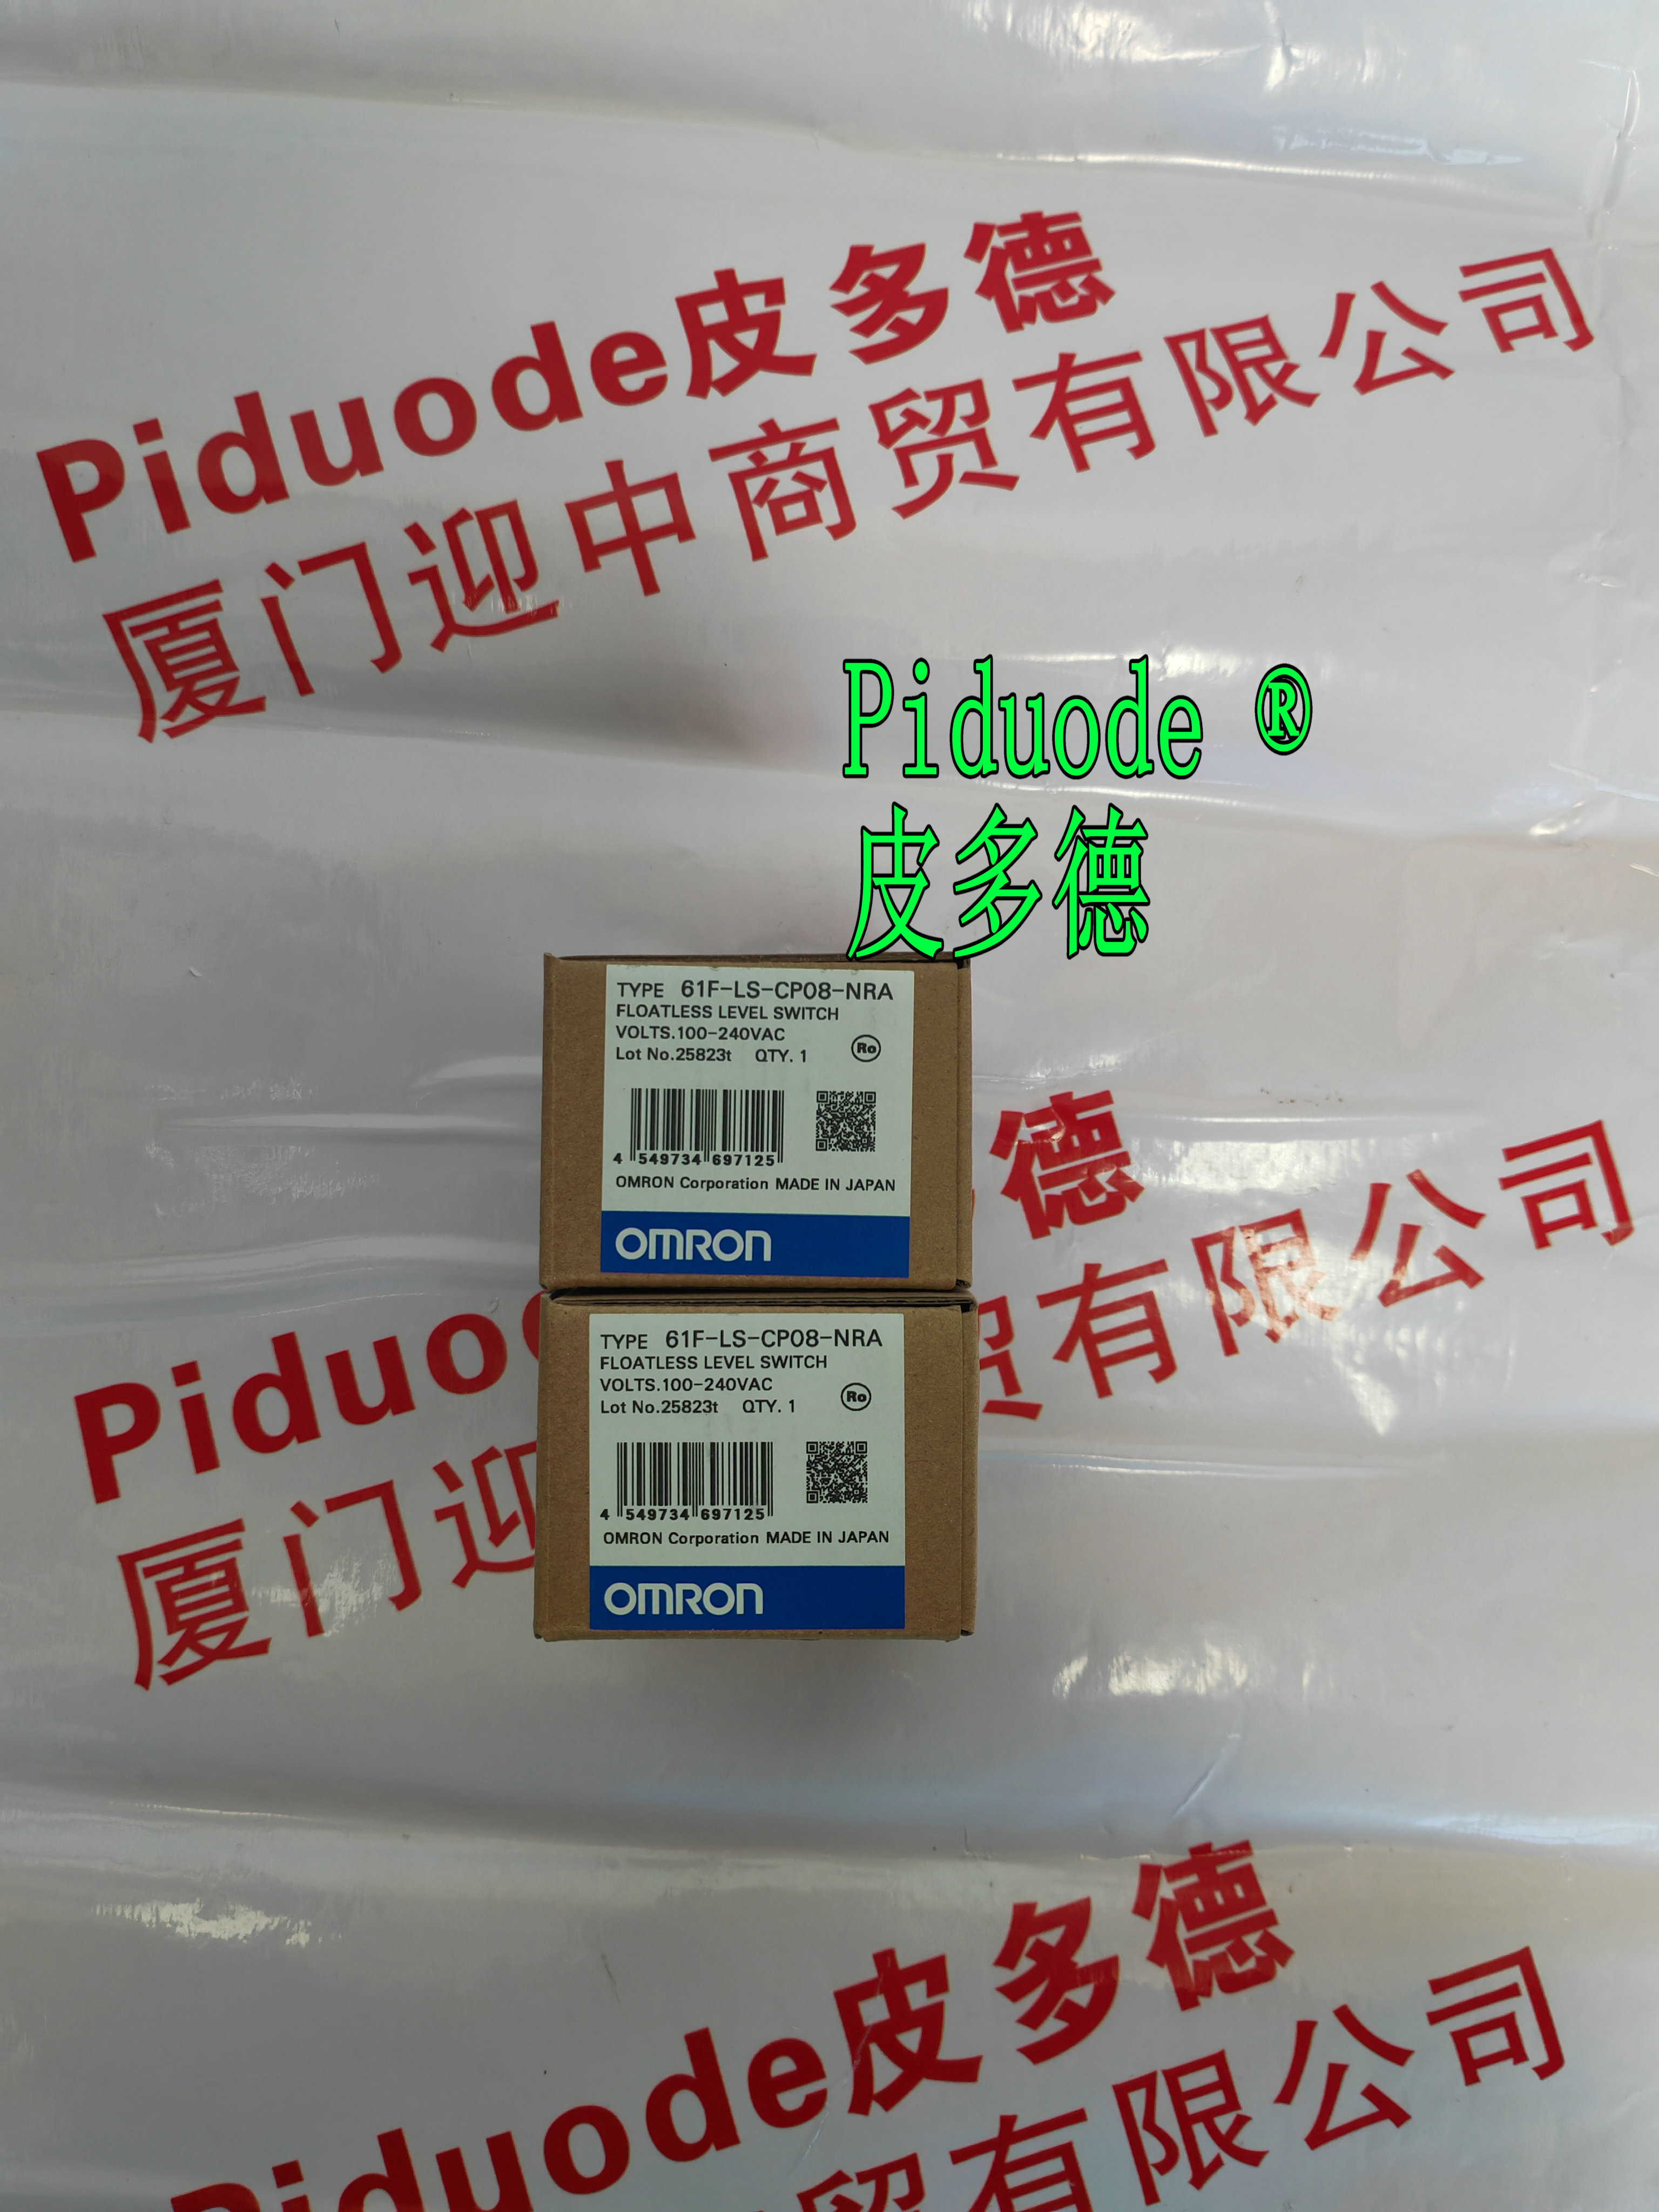 Piduode皮多德
厦门迎中商贸有限公司
Piduode ®
皮多德
TYPE 61F-LS-CP08-NRA
FLOATLESS LEVEL SWITCH
VOLTS.100-240VAC
Lot No.25823t QTY. 1
Ro
4 549734 697125
OMRON Corporation MADE IN JAPAN
OMRON
TYPE 61F-LS-CP08-NRA
FLOATLESS LEVEL SWITCH
VOLTS.100-240VAC
Lot No.25823t QTY. 1
Ro
4 549734 697125
OMRON Corporation MADE IN JAPAN
OMRON
Piduo 德
厦门迎 贸有限公司
Piduode皮多德
贸有限公司